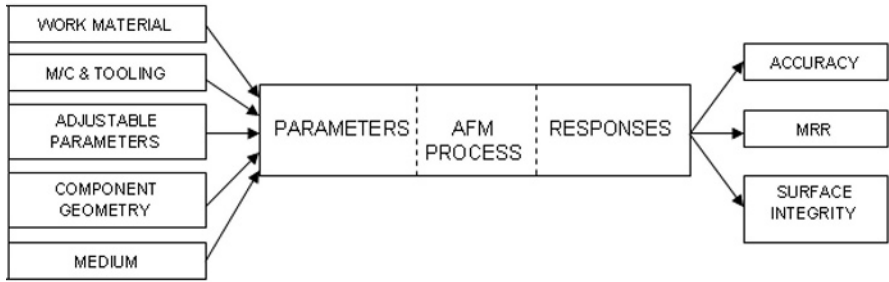 WORK MATERIAL
M/C & TOOLING
ADJUSTABLE
PARAMETERS
COMPONENT
GEOMETRY
MEDIUM
PARAMETERS
AFM
PROCESS
RESPONSES
ACCURACY
MRR
SURFACE
INTEGRITY